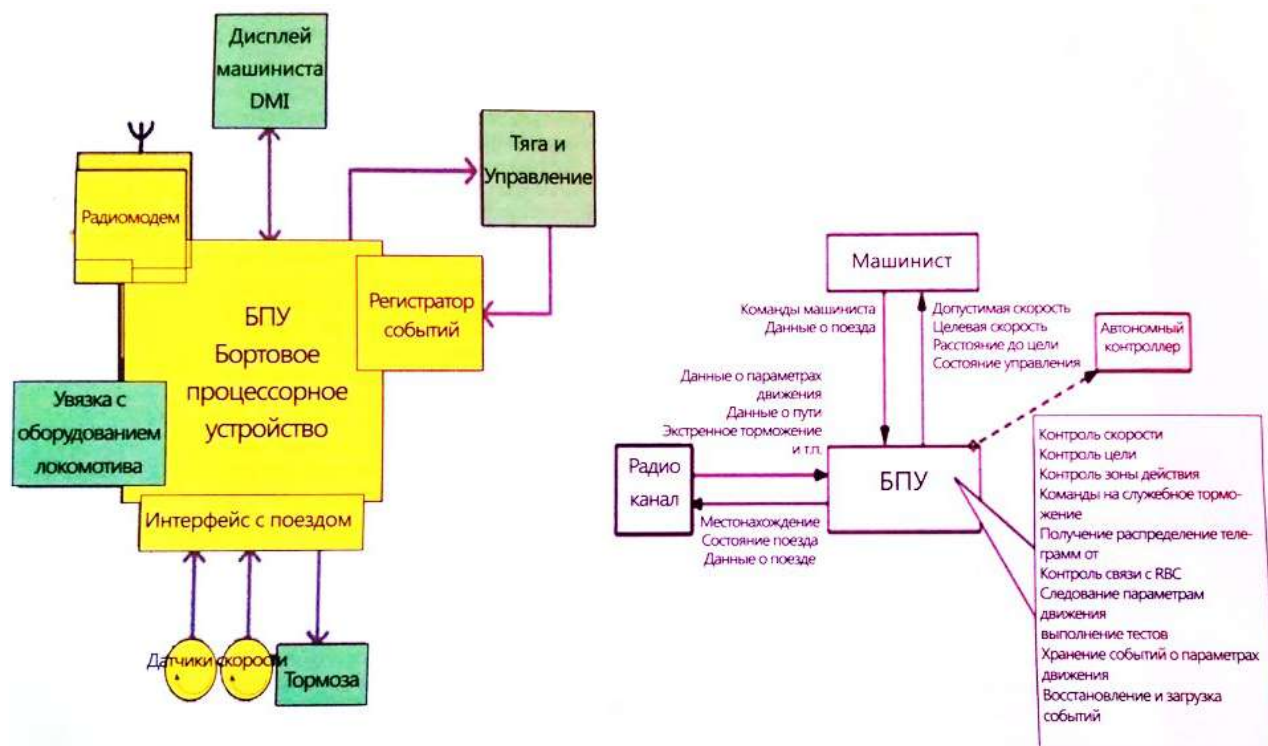 Дисплей
машиниста
DMI
Тяга и
Управление
Радиомодем
Регистратор
событий
БПУ
Бортовое
процессорное
устройство
Увязка с
оборудованием
локомотива
Интерфейс с поездом
Датчики скорости
Тормоза
Машинист
Команды машиниста
Данные о поезда
Допустимая скорость
Целевая скорость
Расстояние до цели
Состояние управления
Автономный
контроллер
Данные о параметрах
движения
Данные о пути
Экстренное торможение
и т.п.
Радио
канал
БПУ
Местонахождение
Состояние поезда
Данные о поезде
Контроль скорости
Контроль цели
Контроль зоны действия
Команды на служебное тормо-
жение
Получение распределение теле-
грамм от
Контроль связи с RBC
Следование параметрам
движения
выполнение тестов
Хранение событий о параметрах
движения
Восстановление и загрузка
событий